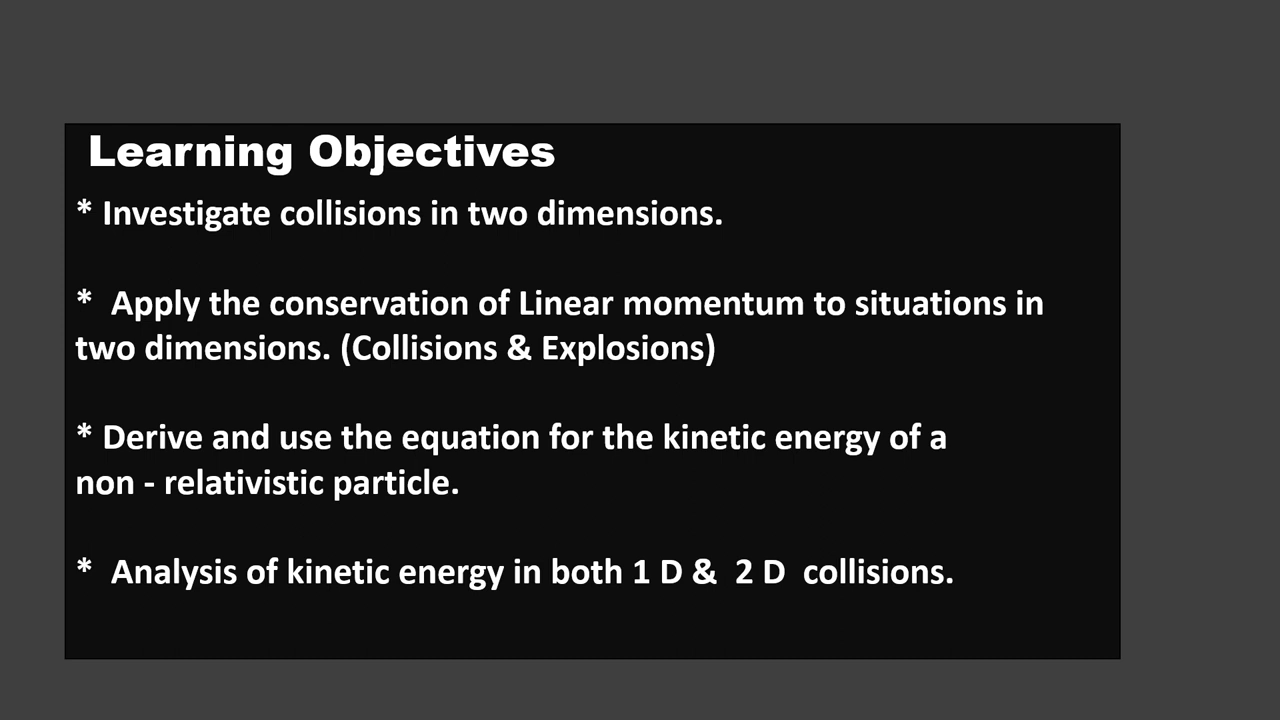 Learning Objectives
* Investigate collisions in two dimensions.
*  Apply the conservation of Linear momentum to situations in
two dimensions. (Collisions & Explosions)
* Derive and use the equation for the kinetic energy of a
non - relativistic particle.
*  Analysis of kinetic energy in both 1 D &  2 D  collisions.